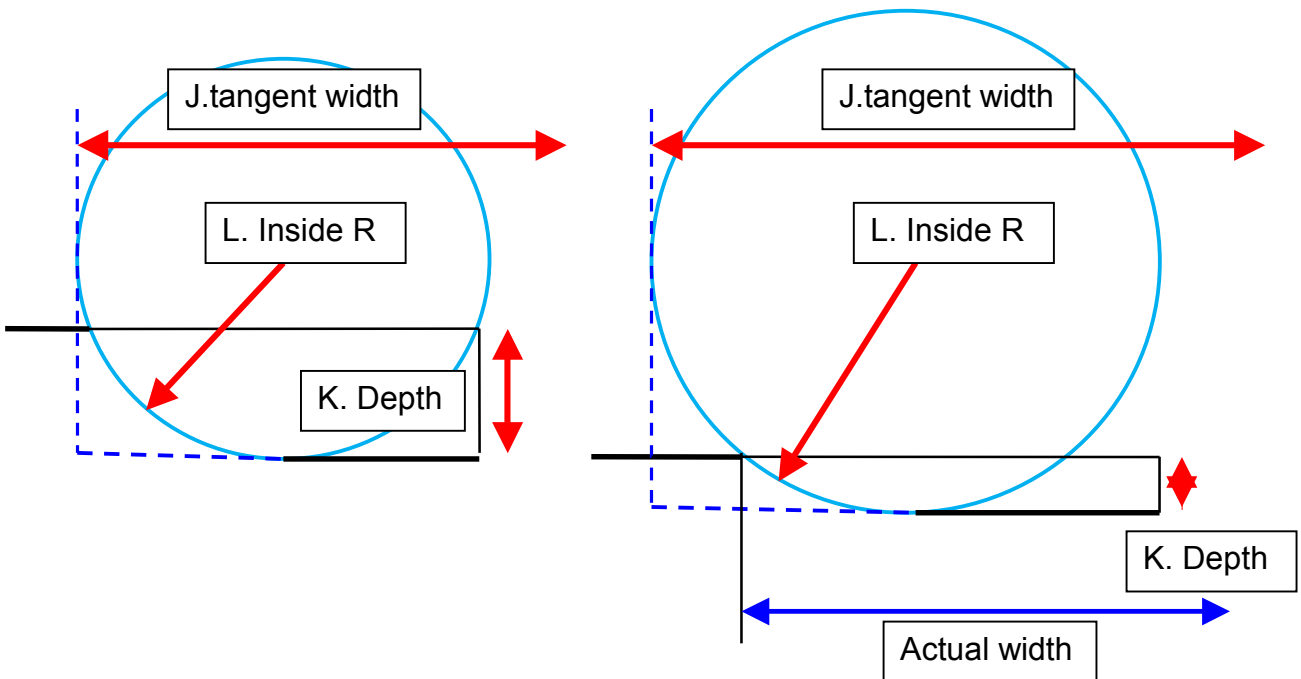 J.tangent width
L. Inside R
K. Depth
J.tangent width
L. Inside R
K. Depth
Actual width